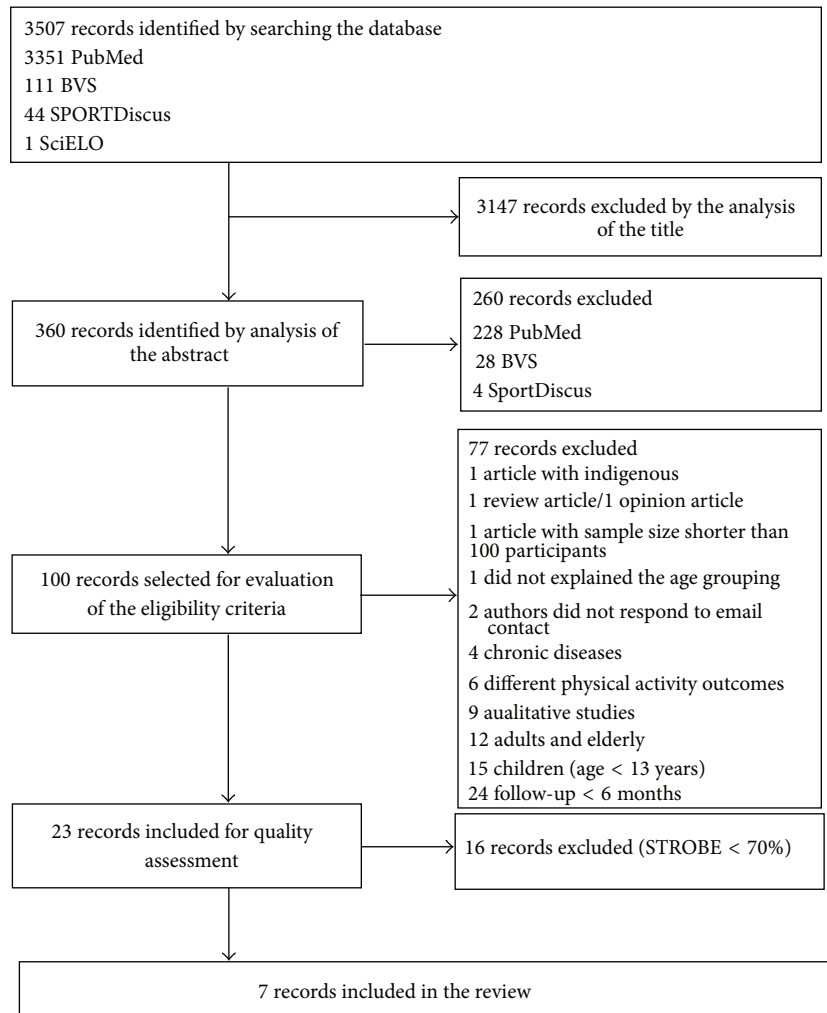 3507 records identified by searching the database
3351 PubMed
111 BVS
44 SPORTDiscus
1 SciELO
3147 records excluded by the analysis
of the title
360 records identified by analysis of
the abstract
260 records excluded
228 PubMed
28 BVS
4 SportDiscus
77 records excluded
1 article with indigenous
1 review article/1 opinion article
1 article with sample size shorter than
100 participants
1 did not explained the age grouping
2 authors did not respond to email
contact
4 chronic diseases
6 different physical activity outcomes
9 aualitative studies
12 adults and elderly
15 children (age < 13 years)
24 follow-up < 6 months
100 records selected for evaluation
of the eligibility criteria
23 records included for quality
assessment
16 records excluded (STROBE < 70%)
7 records included in the review